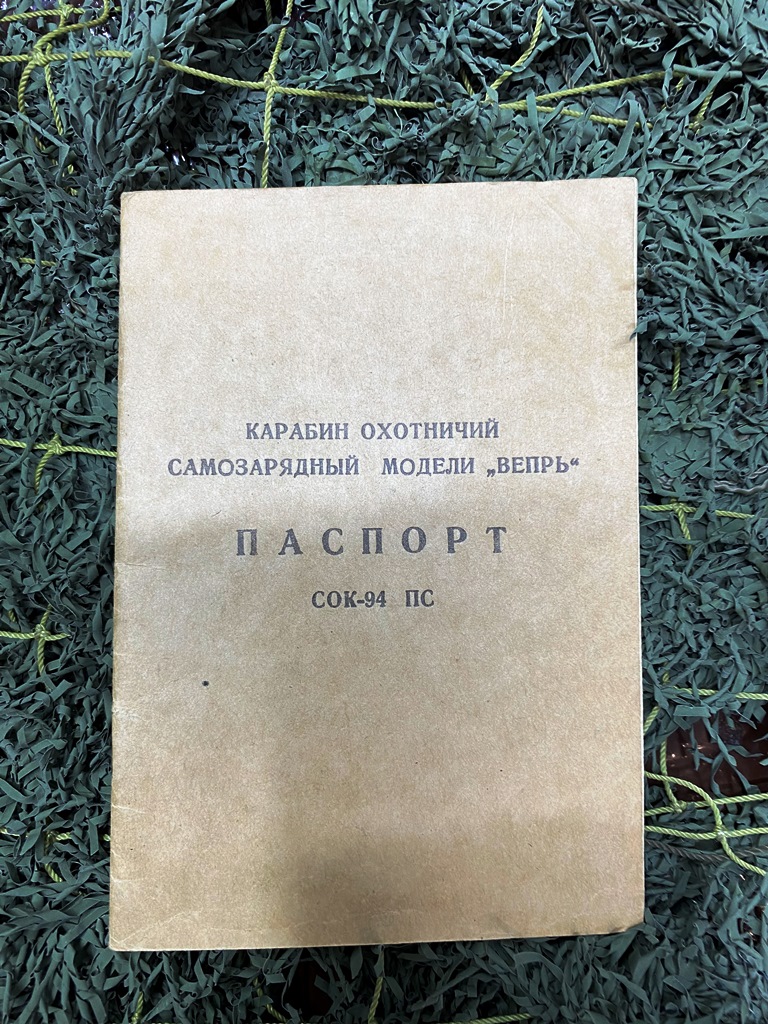 КАРАБИН ОХОТНИЧИЙ
САМОЗАРЯДНЫЙ МОДЕЛИ „ВЕПРЬ“
ПАСПОРТ
СОК-94 ПС